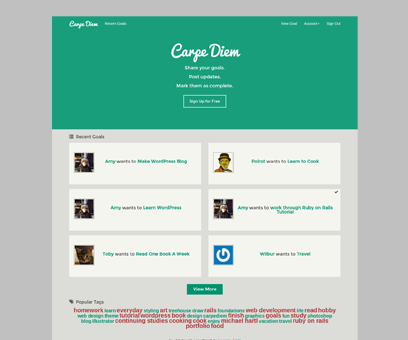 Carpe Diem Recent Goals New Goal Account Sign Out
Carpe Diem
Share your goals.
Post updates.
Mark them as complete.
Sign Up for Free
Recent Goals
Amy wants to Make WordPress Blog
Poirot wants to Learn to Cook
Amy wants to Learn WordPress
Amy wants to work through Ruby on Rails
Tutorial
Toby wants to Read One Book A Week
Wilbur wants to Travel
View More
Popular Tags
homework learn everyday styling art treehouse draw rails foundations web development life read hobby
web design theme tutorial wordpress book design carpediem finish graphics goals fun study photoshop
blog illustrator continuing studies cooking cook enjoy michael hartl vacation travel ruby on rails
portfolio food